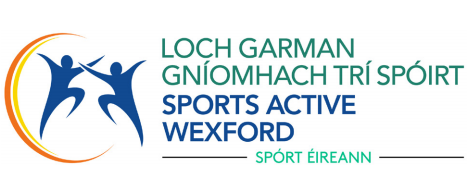 LOCH GARMAN
GNÍOMHACH TRÍ SPÓIRT
SPORTS ACTIVE
WEXFORD
SPÓRT ÉIREANN